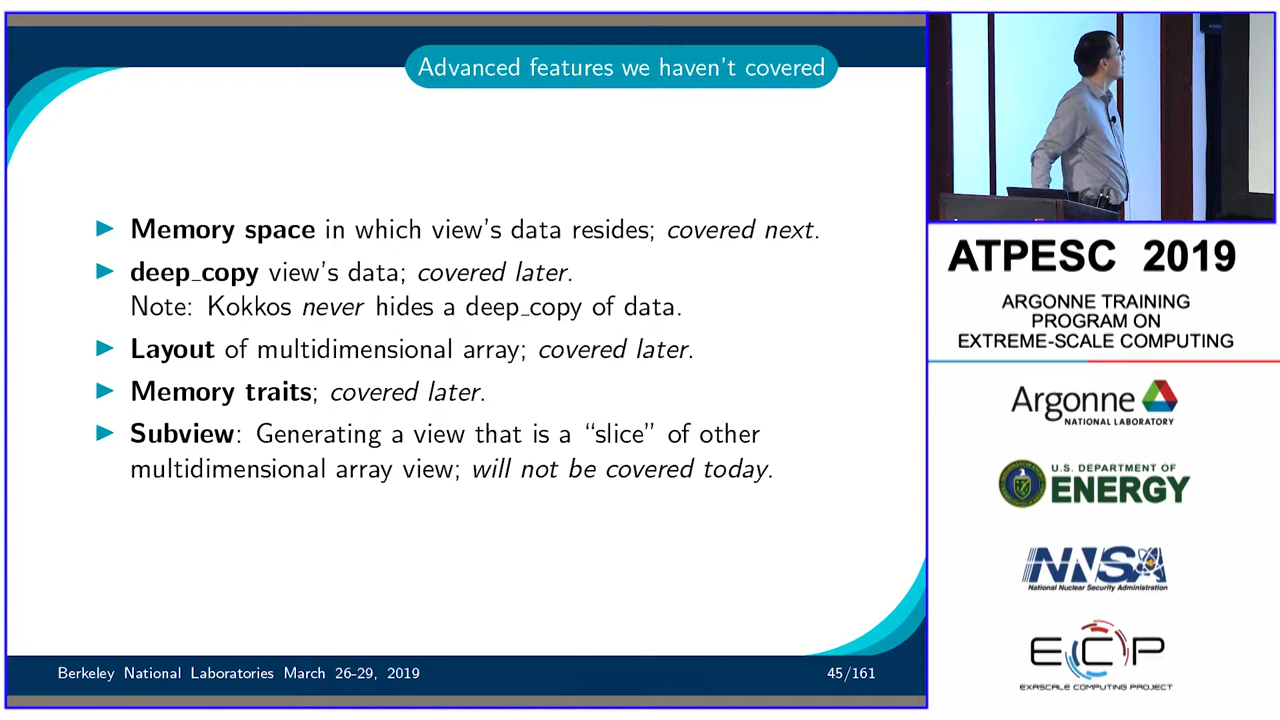 Advanced features we haven't covered
▶ Memory space in which view's data resides; covered next.
▶ deep_copy view's data; covered later.
Note: Kokkos never hides a deep_copy of data.
▶ Layout of multidimensional array; covered later.
▶ Memory traits; covered later.
▶ Subview: Generating a view that is a “slice” of other
multidimensional array view; will not be covered today.
Berkeley National Laboratories March 26-29, 2019
45/161
ATPESC 2019
ARGONNE TRAINING
PROGRAM ON
EXTREME-SCALE COMPUTING
Argonne
NATIONAL LABORATORY
U.S. DEPARTMENT OF
ENERGY
NNSA
National Nuclear Security Administration
ECP
EXASCALE COMPUTING PROJECT